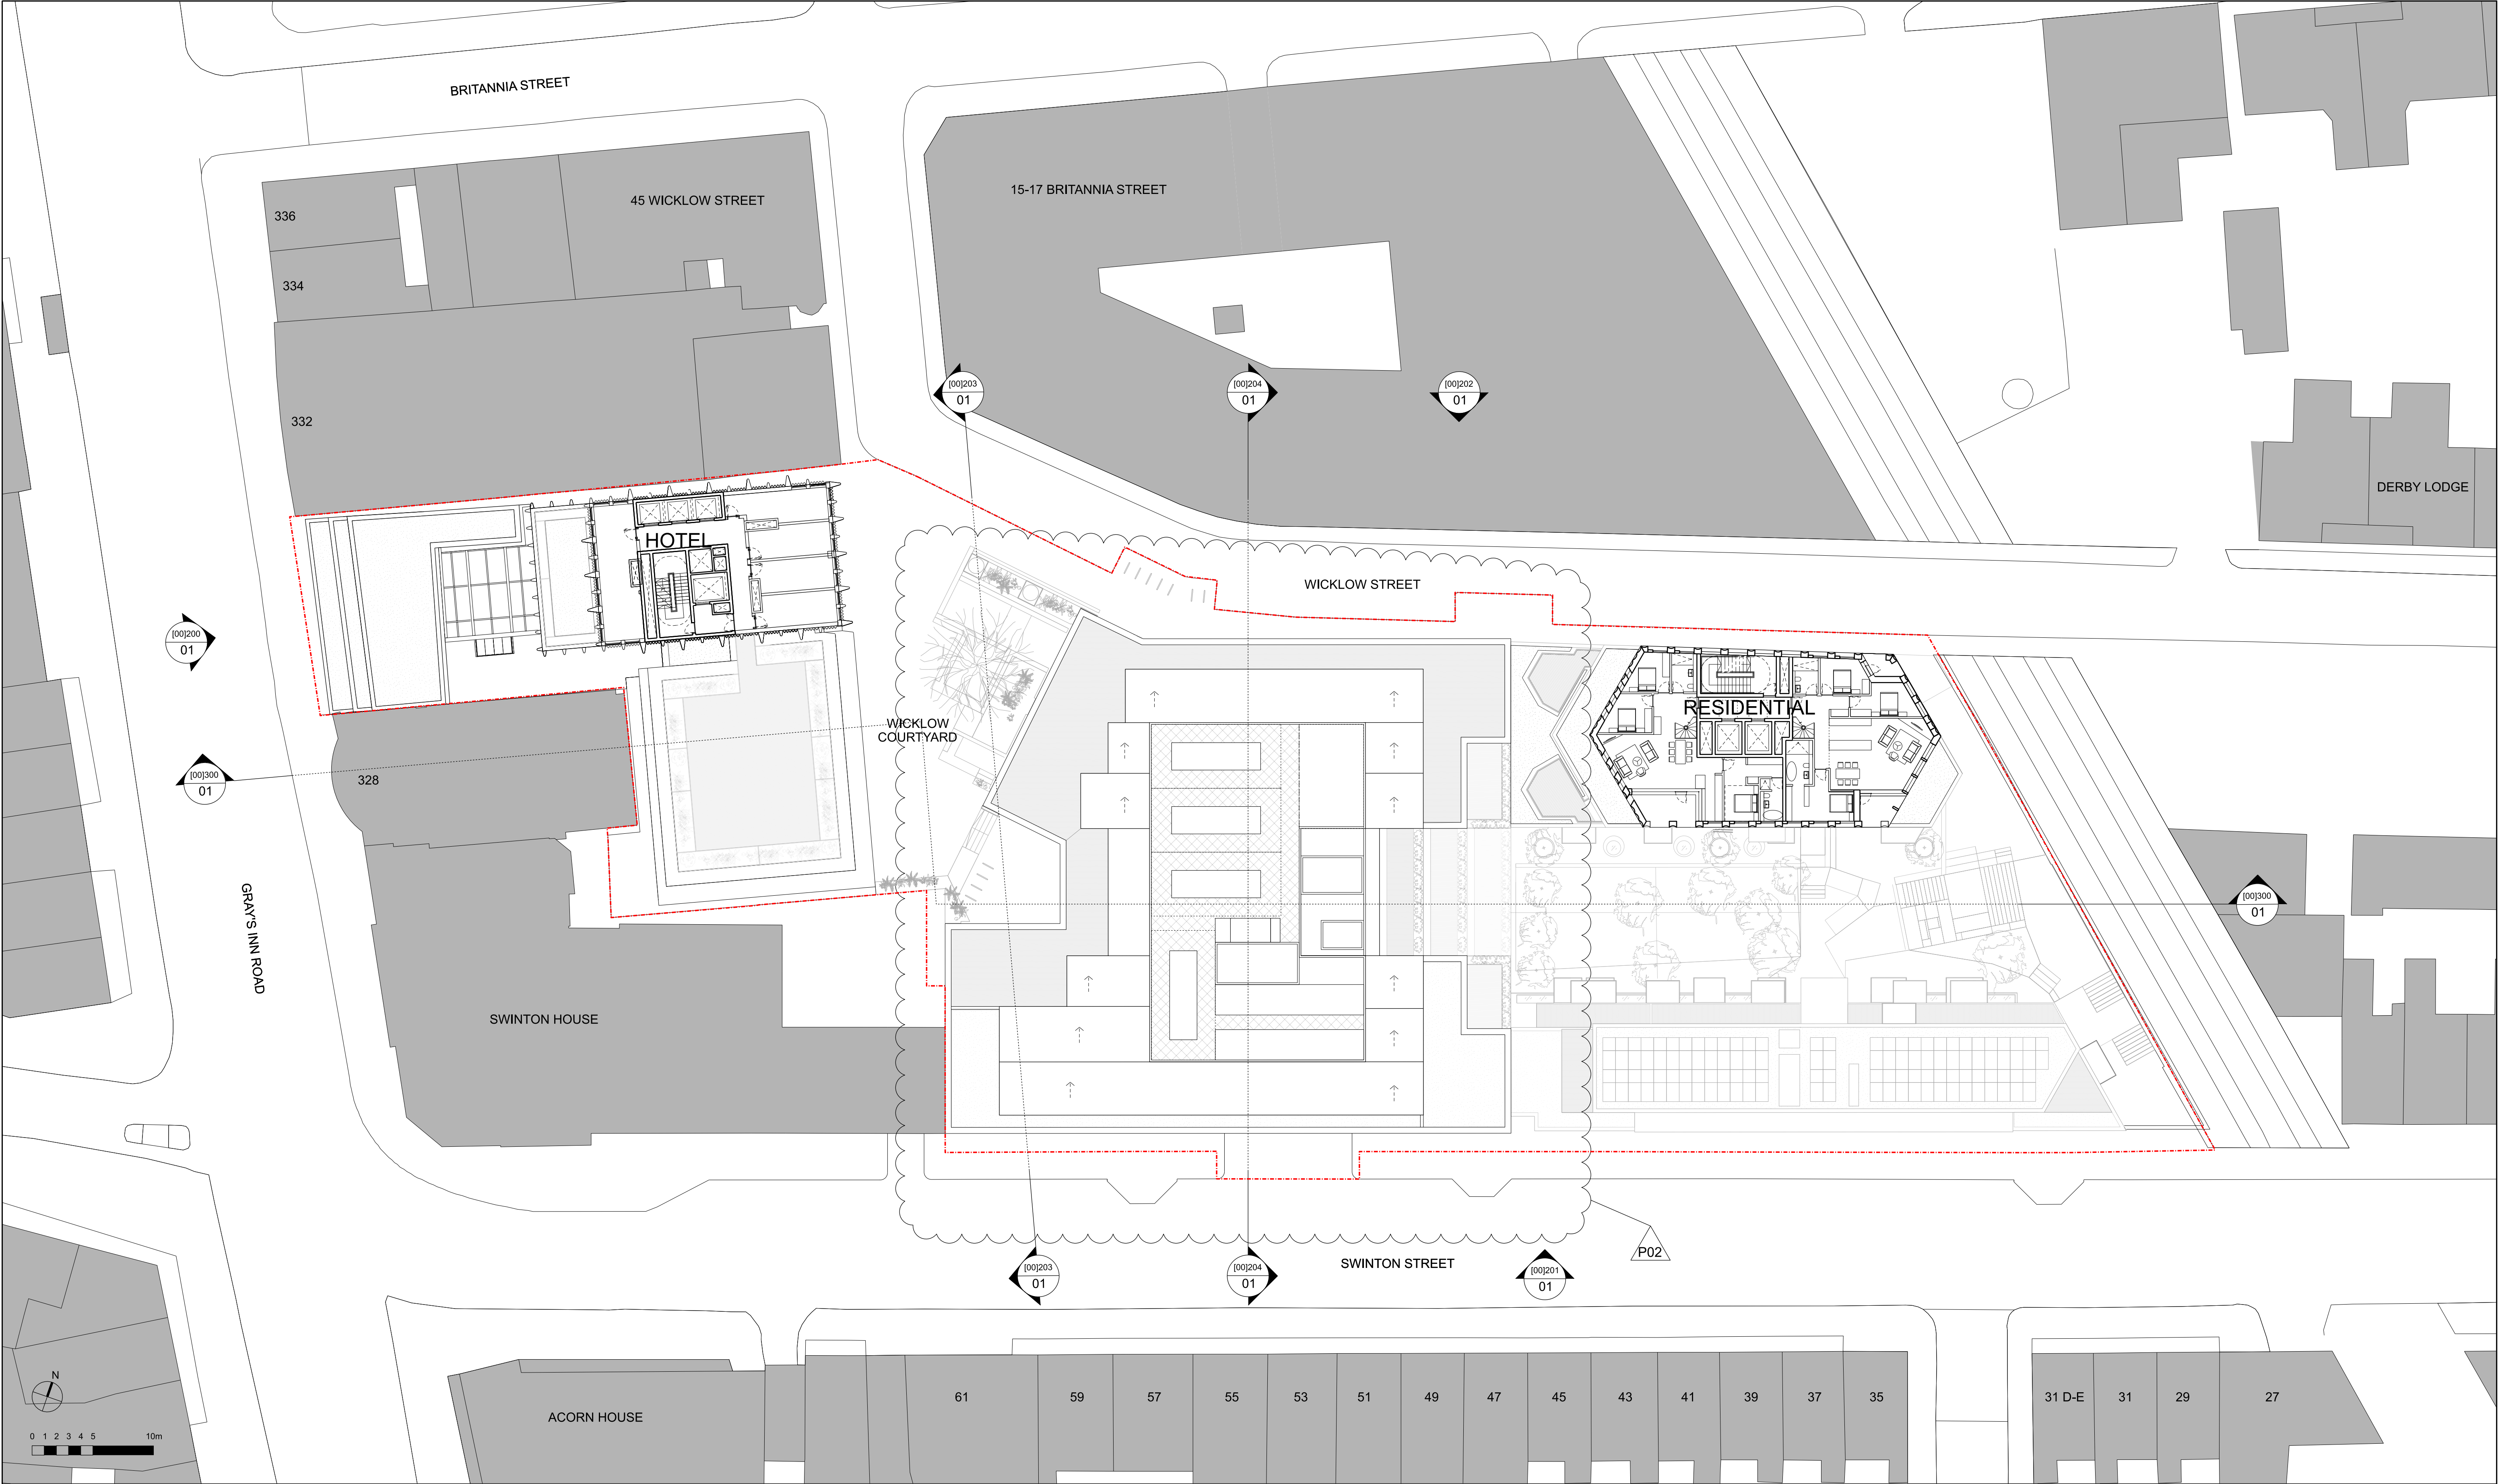 BRITANNIA STREET
15-17 BRITANNIA STREET
45 WICKLOW STREET
336
334
332
[00]203
01
[00]204
01
[00]202
01
DERBY LODGE
HOTEL
WICKLOW STREET
[00]200
01
RESIDENTIAL
WICKLOW
COURTYARD
[00]300
01
328
GRAY'S INN ROAD
[00]300
01
SWINTON HOUSE
P02
SWINTON STREET
[00]203
01
[00]204
01
[00]201
01
N
61
59
57
55
53
51
49
47
45
43
41
39
37
35
31 D-E
31
29
27
ACORN HOUSE
0 1 2 3 4 5 10m